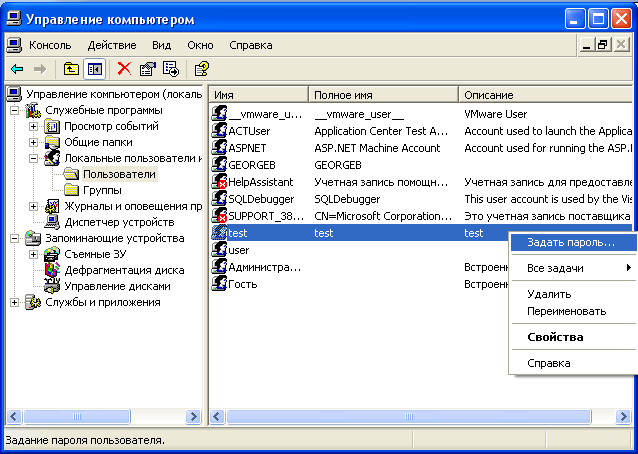 Управление компьютером
Консоль Действие Вид Окно Справка
Управление компьютером (локаль
Служебные программы
Просмотр событий
Общие папки
Локальные пользователи и
Пользователи
Группы
Журналы и оповещения пр
Диспетчер устройств
Запоминающие устройства
Съемные ЗУ
Дефрагментация диска
Управление дисками
Службы и приложения
Имя Полное имя Описание
__vmware_u... __vmware_user__ VMware User
ACTUser Application Center Test A... Account used to launch the Applica
ASPNET ASP.NET Machine Account Account used for running the ASP.
GEORGEB GEORGEB
HelpAssistant Учетная запись помощн... Учетная запись для предоставле
SQLDebugger SQLDebugger This user account is used by the Vis
SUPPORT_38... CN=Microsoft Corporation... Это учетная запись поставщика
test test test
user
Администра... Встроенн
Гость Встроенн
Задать пароль...
Все задачи
Удалить
Переименовать
Свойства
Справка
Задание пароля пользователя.